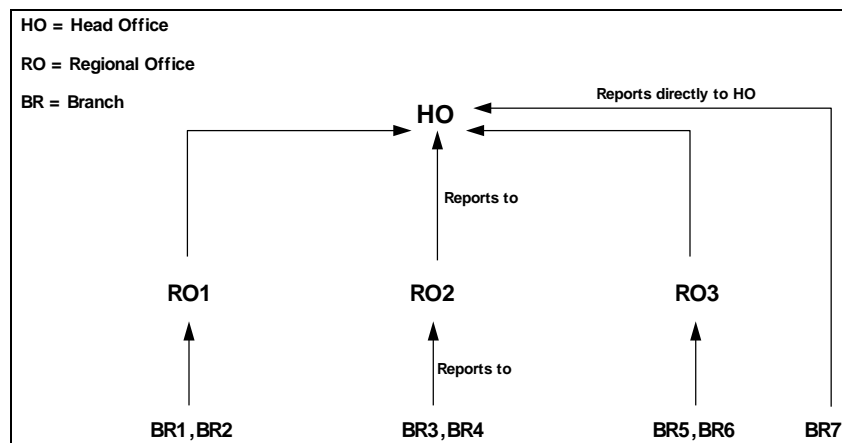 HO = Head Office
RO = Regional Office
BR = Branch
Reports directly to HO
HO
Reports to
RO1
RO2
RO3
Reports to
BR1,BR2
BR3,BR4
BR5,BR6
BR7